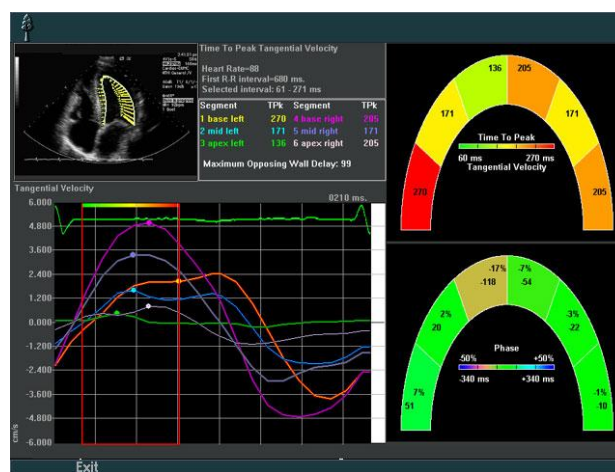 Time To Peak Tangential Velocity
Heart Rate=88
First R-R interval=680 ms.
Selected interval: 61 - 271 ms
Segment TPk Segment TPk
1 base left 270 4 base right 205
2 mid left 171 5 mid right 171
3 apex left 136 6 apex right 205
Maximum Opposing Wall Delay: 99
136 205
171 171
270 205
Time To Peak
60 ms 270 ms
Tangential Velocity
Tangential Velocity
0210 ms.
6.000
4.800
3.600
2.400
1.200
0.000
-1.200
-2.400
-3.600
-4.800
-6.000
cm/s
-17% -7%
-118 -54
2% -3%
20 -22
7% -1%
51 -10
Phase
-50% +50%
-340 ms +340 ms
Exit